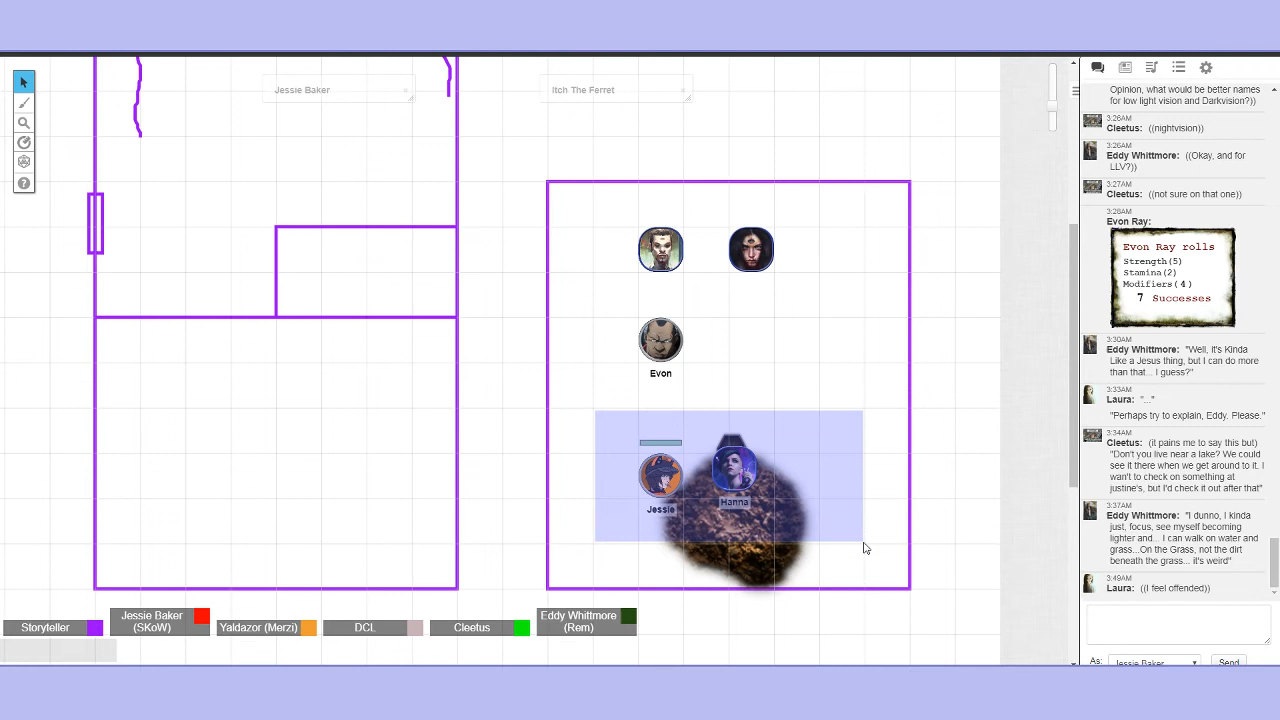 Jessie Baker
Itch The Ferret
Evon
Jessie
Hanna
Storyteller
Jessie Baker
(SKoW)
Yaldazor (Merzi)
DCL
Cleetus
Eddy Whittmore
(Rem)
Opinion, what would be better names
for low light vision and Darkvision?))
3:26AM
Cleetus: ((nightvision))
3:26AM
Eddy Whittmore: ((Okay, and for
LLV?))
3:27AM
Cleetus: ((not sure on that one))
3:28AM
Evon Ray:
Evon Ray rolls
Strength(5)
Stamina(2)
Modifiers( 4 )
7 Successes
3:30AM
Eddy Whittmore: "Well, it's Kinda
Like a Jesus thing, but I can do more
than that... I guess?"
3:33AM
Laura: "..."
"Perhaps try to explain, Eddy. Please."
3:34AM
Cleetus: (it pains me to say this but)
"Don't you live near a lake? We could
see it there when we get around to it. I
wan't to check on something at
justine's, but I'd check it out after that"
3:37AM
Eddy Whittmore: "I dunno, I kinda
just, focus, see myself becoming
lighter and... I can walk on water and
grass...On the Grass, not the dirt
beneath the grass... it's weird"
3:49AM
Laura: ((I feel offended))
As: Jessie Baker Send